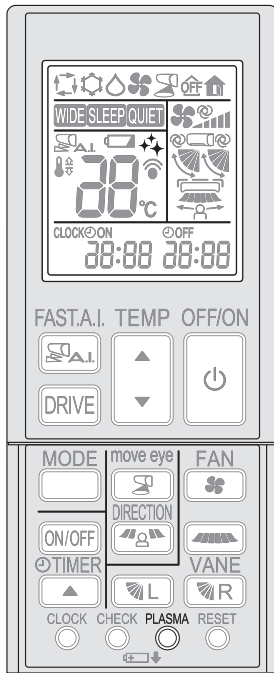 OFF
WIDE SLEEP QUIET
A.I.
88 °C
CLOCK ON OFF
88:88 88:88
FAST.A.I. TEMP OFF/ON
A.I.
DRIVE
MODE move eye FAN
DIRECTION
ON/OFF
TIMER VANE
L R
CLOCK CHECK PLASMA RESET